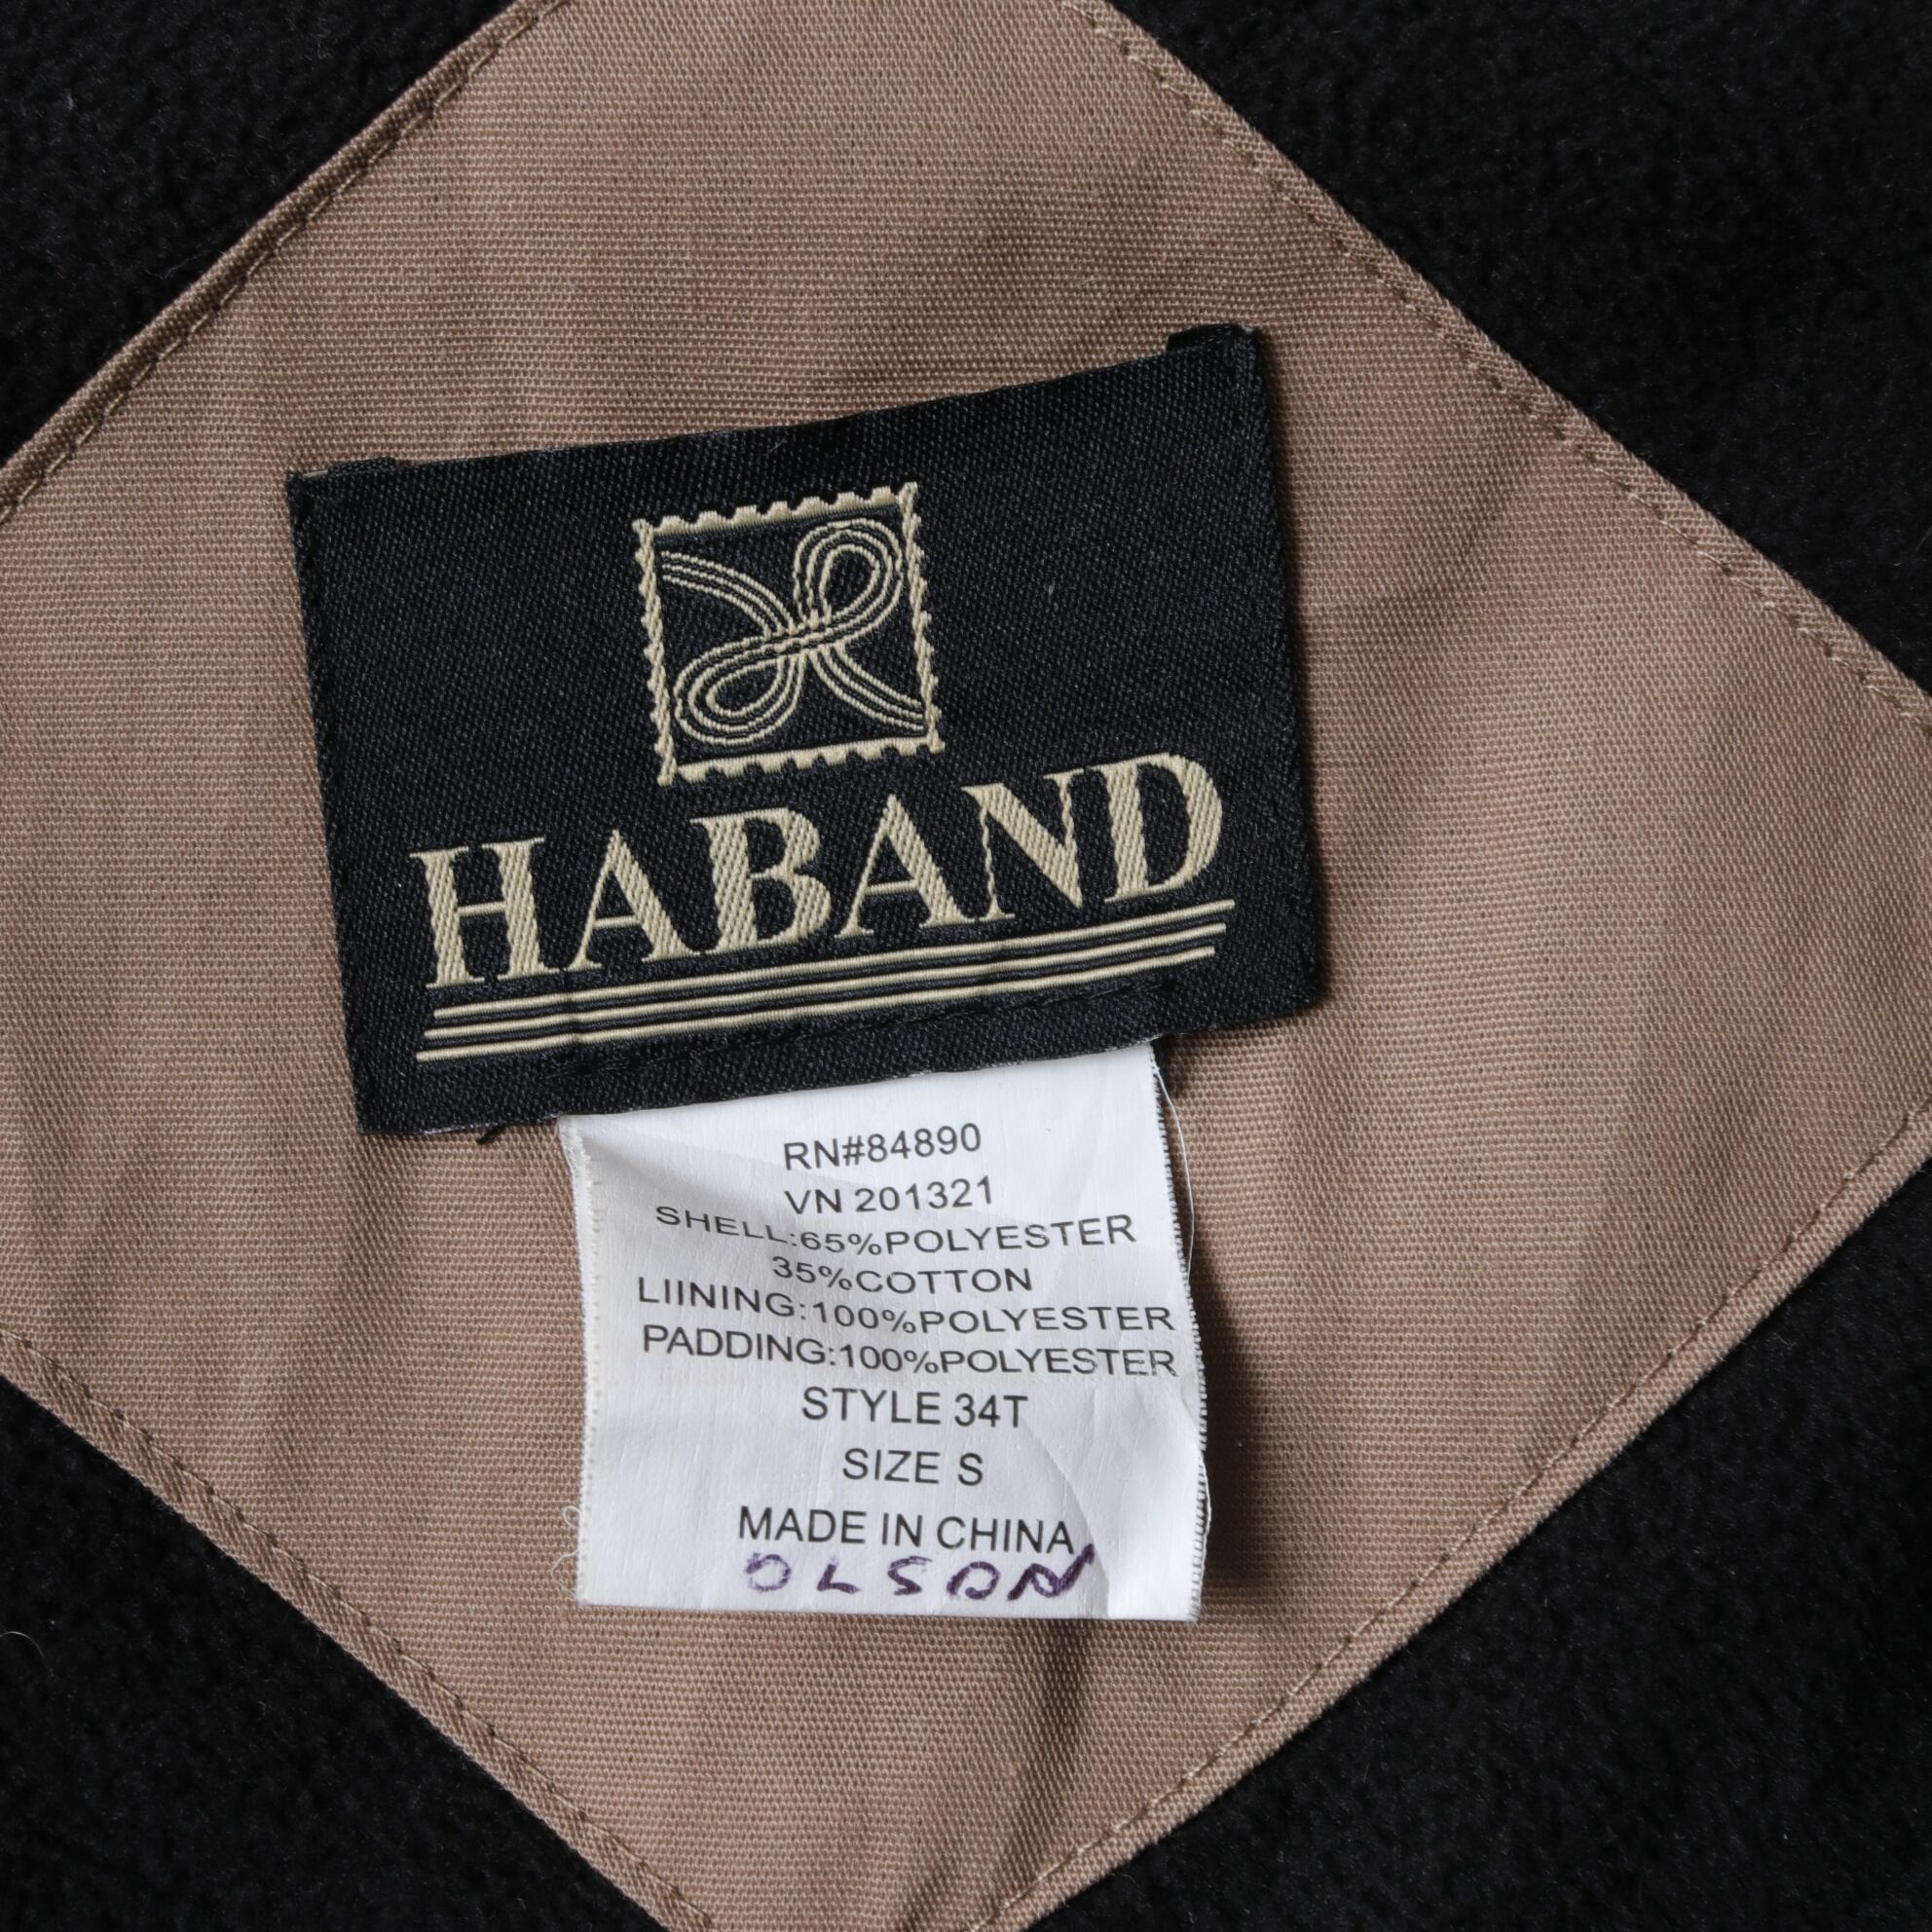 HABAND
RN#84890
VN 201321
SHELL:65%POLYESTER
35%COTTON
LIINING:100%POLYESTER
PADDING:100%POLYESTER
STYLE 34T
SIZE S
MADE IN CHINA
OLSON